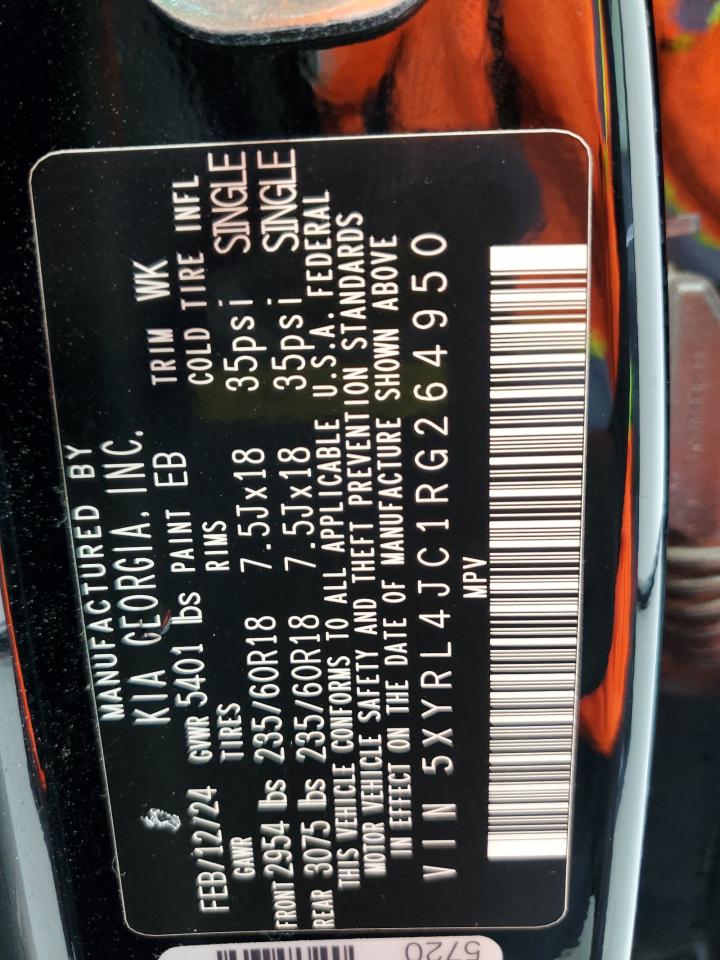 MANUFACTURED BY
KIA GEORGIA, INC.
FEB/12/24 GVWR 5401 lbs PAINT EB TRIM WK
GAWR TIRES RIMS COLD TIRE INFL
FRONT 2954 lbs 235/60R18 7.5Jx18 35psi SINGLE
REAR 3075 lbs 235/60R18 7.5Jx18 35psi SINGLE
THIS VEHICLE CONFORMS TO ALL APPLICABLE U.S.A. FEDERAL
MOTOR VEHICLE SAFETY AND THEFT PREVENTION STANDARDS
IN EFFECT ON THE DATE OF MANUFACTURE SHOWN ABOVE
VIN 5XYRL4JC1RG264950
MPV
5720